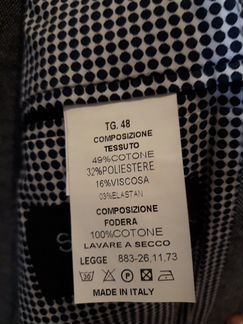 TG. 48
COMPOSIZIONE
TESSUTO
49%COTONE
32%POLIESTERE
16%VISCOSA
03%ELASTAN
COMPOSIZIONE
FODERA
100%COTONE
LAVARE A SECCO
LEGGE 883-26,11.73
MADE IN ITALY